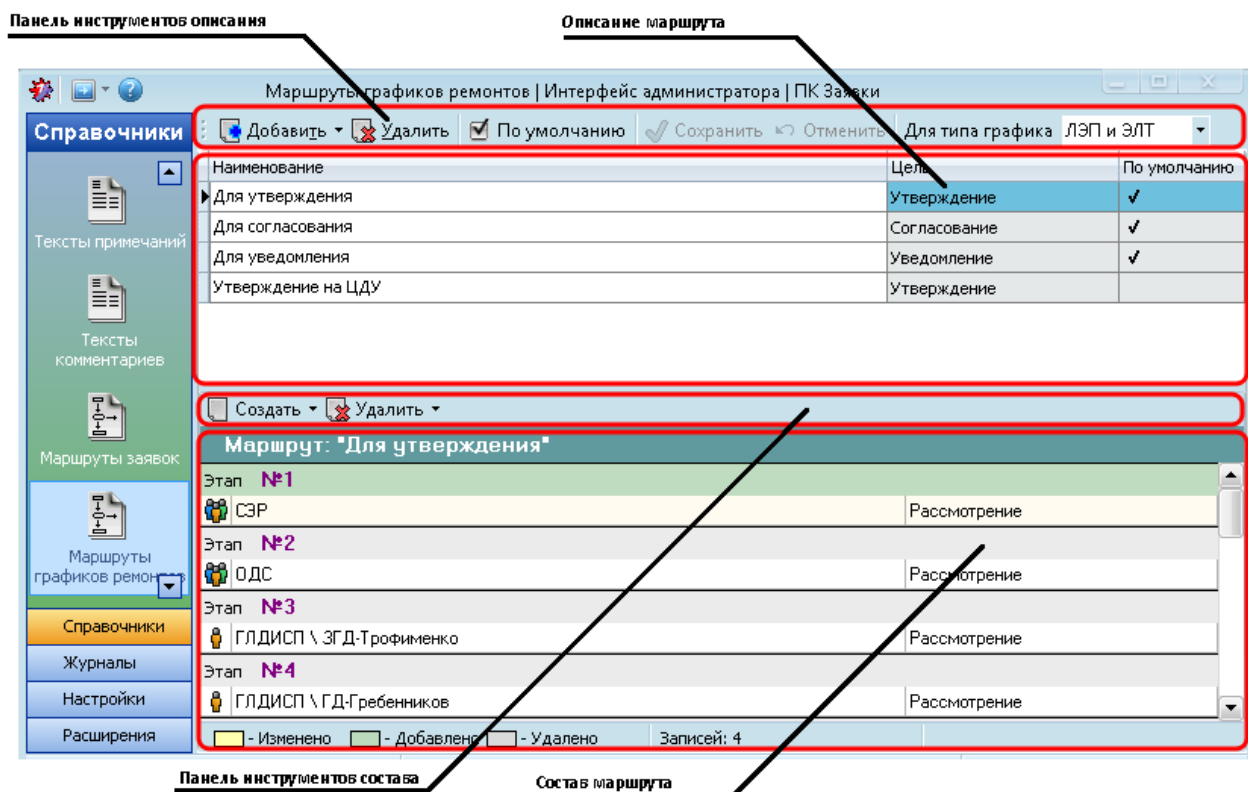 Панель инструментов описания
Описание маршрута
Маршруты графиков ремонтов | Интерфейс администратора | ПК Заявки
Справочники
Добавить Удалить По умолчанию Сохранить Отменить Для типа графика ЛЭП и ЭЛТ
Наименование Цель По умолчанию
Для утверждения Утверждение
Для согласования Согласование
Для уведомления Уведомление
Утверждение на ЦДУ Утверждение
Тексты примечаний
Тексты
комментариев
Маршруты заявок
Маршруты
графиков ремонтов
Справочники
Журналы
Настройки
Расширения
Создать Удалить
Маршрут: "Для утверждения"
Этап №1
СЭР Рассмотрение
Этап №2
ОДС Рассмотрение
Этап №3
ГЛДИСП \ ЗГД-Трофименко Рассмотрение
Этап №4
ГЛДИСП \ ГД-Гребенников Рассмотрение
- Изменено - Добавлено - Удалено Записей: 4
Панель инструментов состава
Состав маршрута